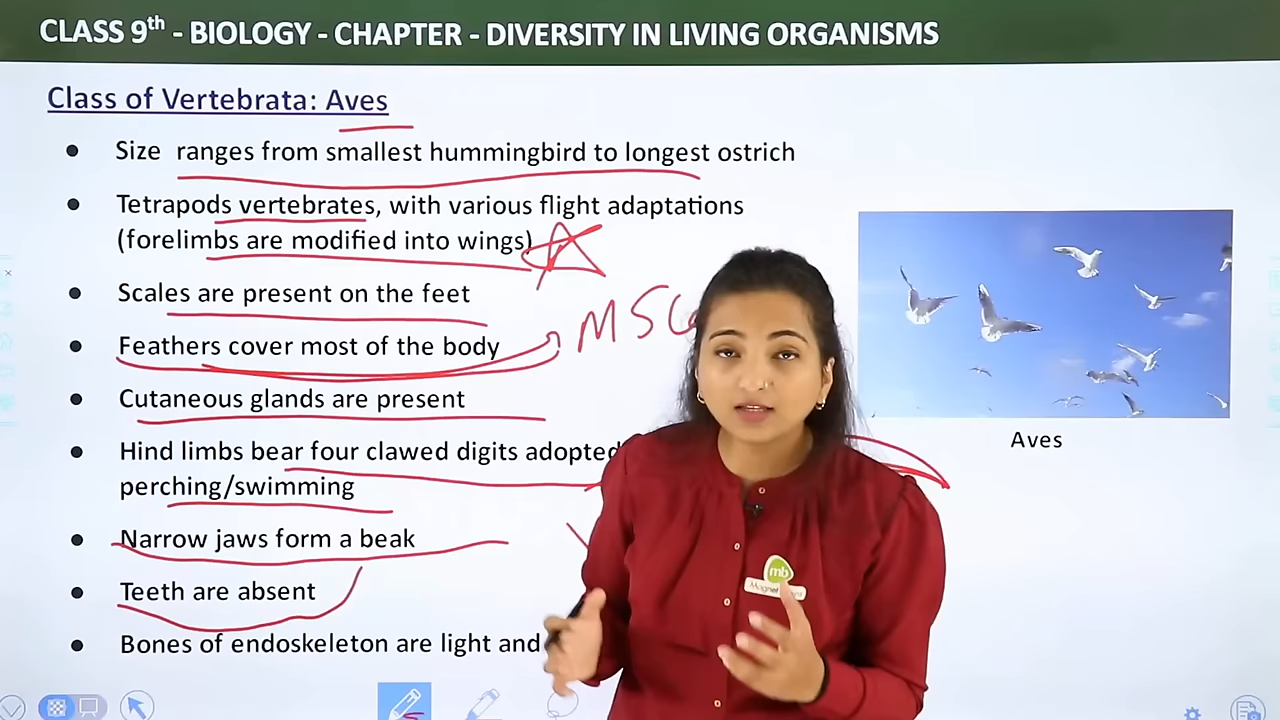 CLASS 9th - BIOLOGY - CHAPTER - DIVERSITY IN LIVING ORGANISMS
Class of Vertebrata: Aves
• Size ranges from smallest hummingbird to longest ostrich
• Tetrapods vertebrates, with various flight adaptations
(forelimbs are modified into wings)
• Scales are present on the feet
• Feathers cover most of the body
• Cutaneous glands are present
• Hind limbs bear four clawed digits adopted
perching/swimming
• Narrow jaws form a beak
• Teeth are absent
• Bones of endoskeleton are light and
Aves
mb